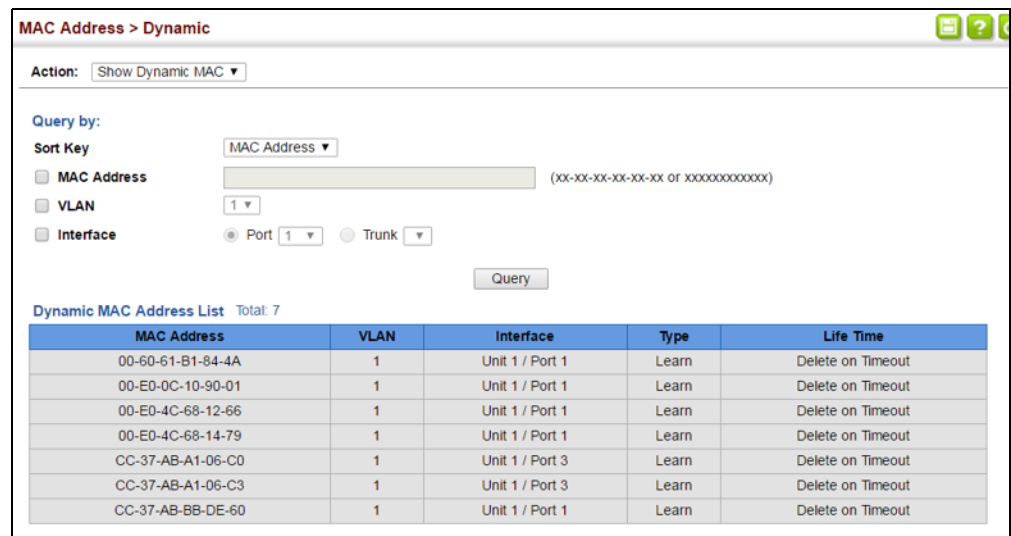 MAC Address > Dynamic
?
Action: Show Dynamic MAC
Query by:
Sort Key MAC Address
MAC Address (xx-xx-xx-xx-xx-xx or xxxxxxxxxxxx)
VLAN 1
Interface Port 1 Trunk
Query
Dynamic MAC Address List Total: 7
MAC Address VLAN Interface Type Life Time
00-60-61-B1-84-4A 1 Unit 1 / Port 1 Learn Delete on Timeout
00-E0-0C-10-90-01 1 Unit 1 / Port 1 Learn Delete on Timeout
00-E0-4C-68-12-66 1 Unit 1 / Port 1 Learn Delete on Timeout
00-E0-4C-68-14-79 1 Unit 1 / Port 1 Learn Delete on Timeout
CC-37-AB-A1-06-C0 1 Unit 1 / Port 3 Learn Delete on Timeout
CC-37-AB-A1-06-C3 1 Unit 1 / Port 3 Learn Delete on Timeout
CC-37-AB-BB-DE-60 1 Unit 1 / Port 1 Learn Delete on Timeout